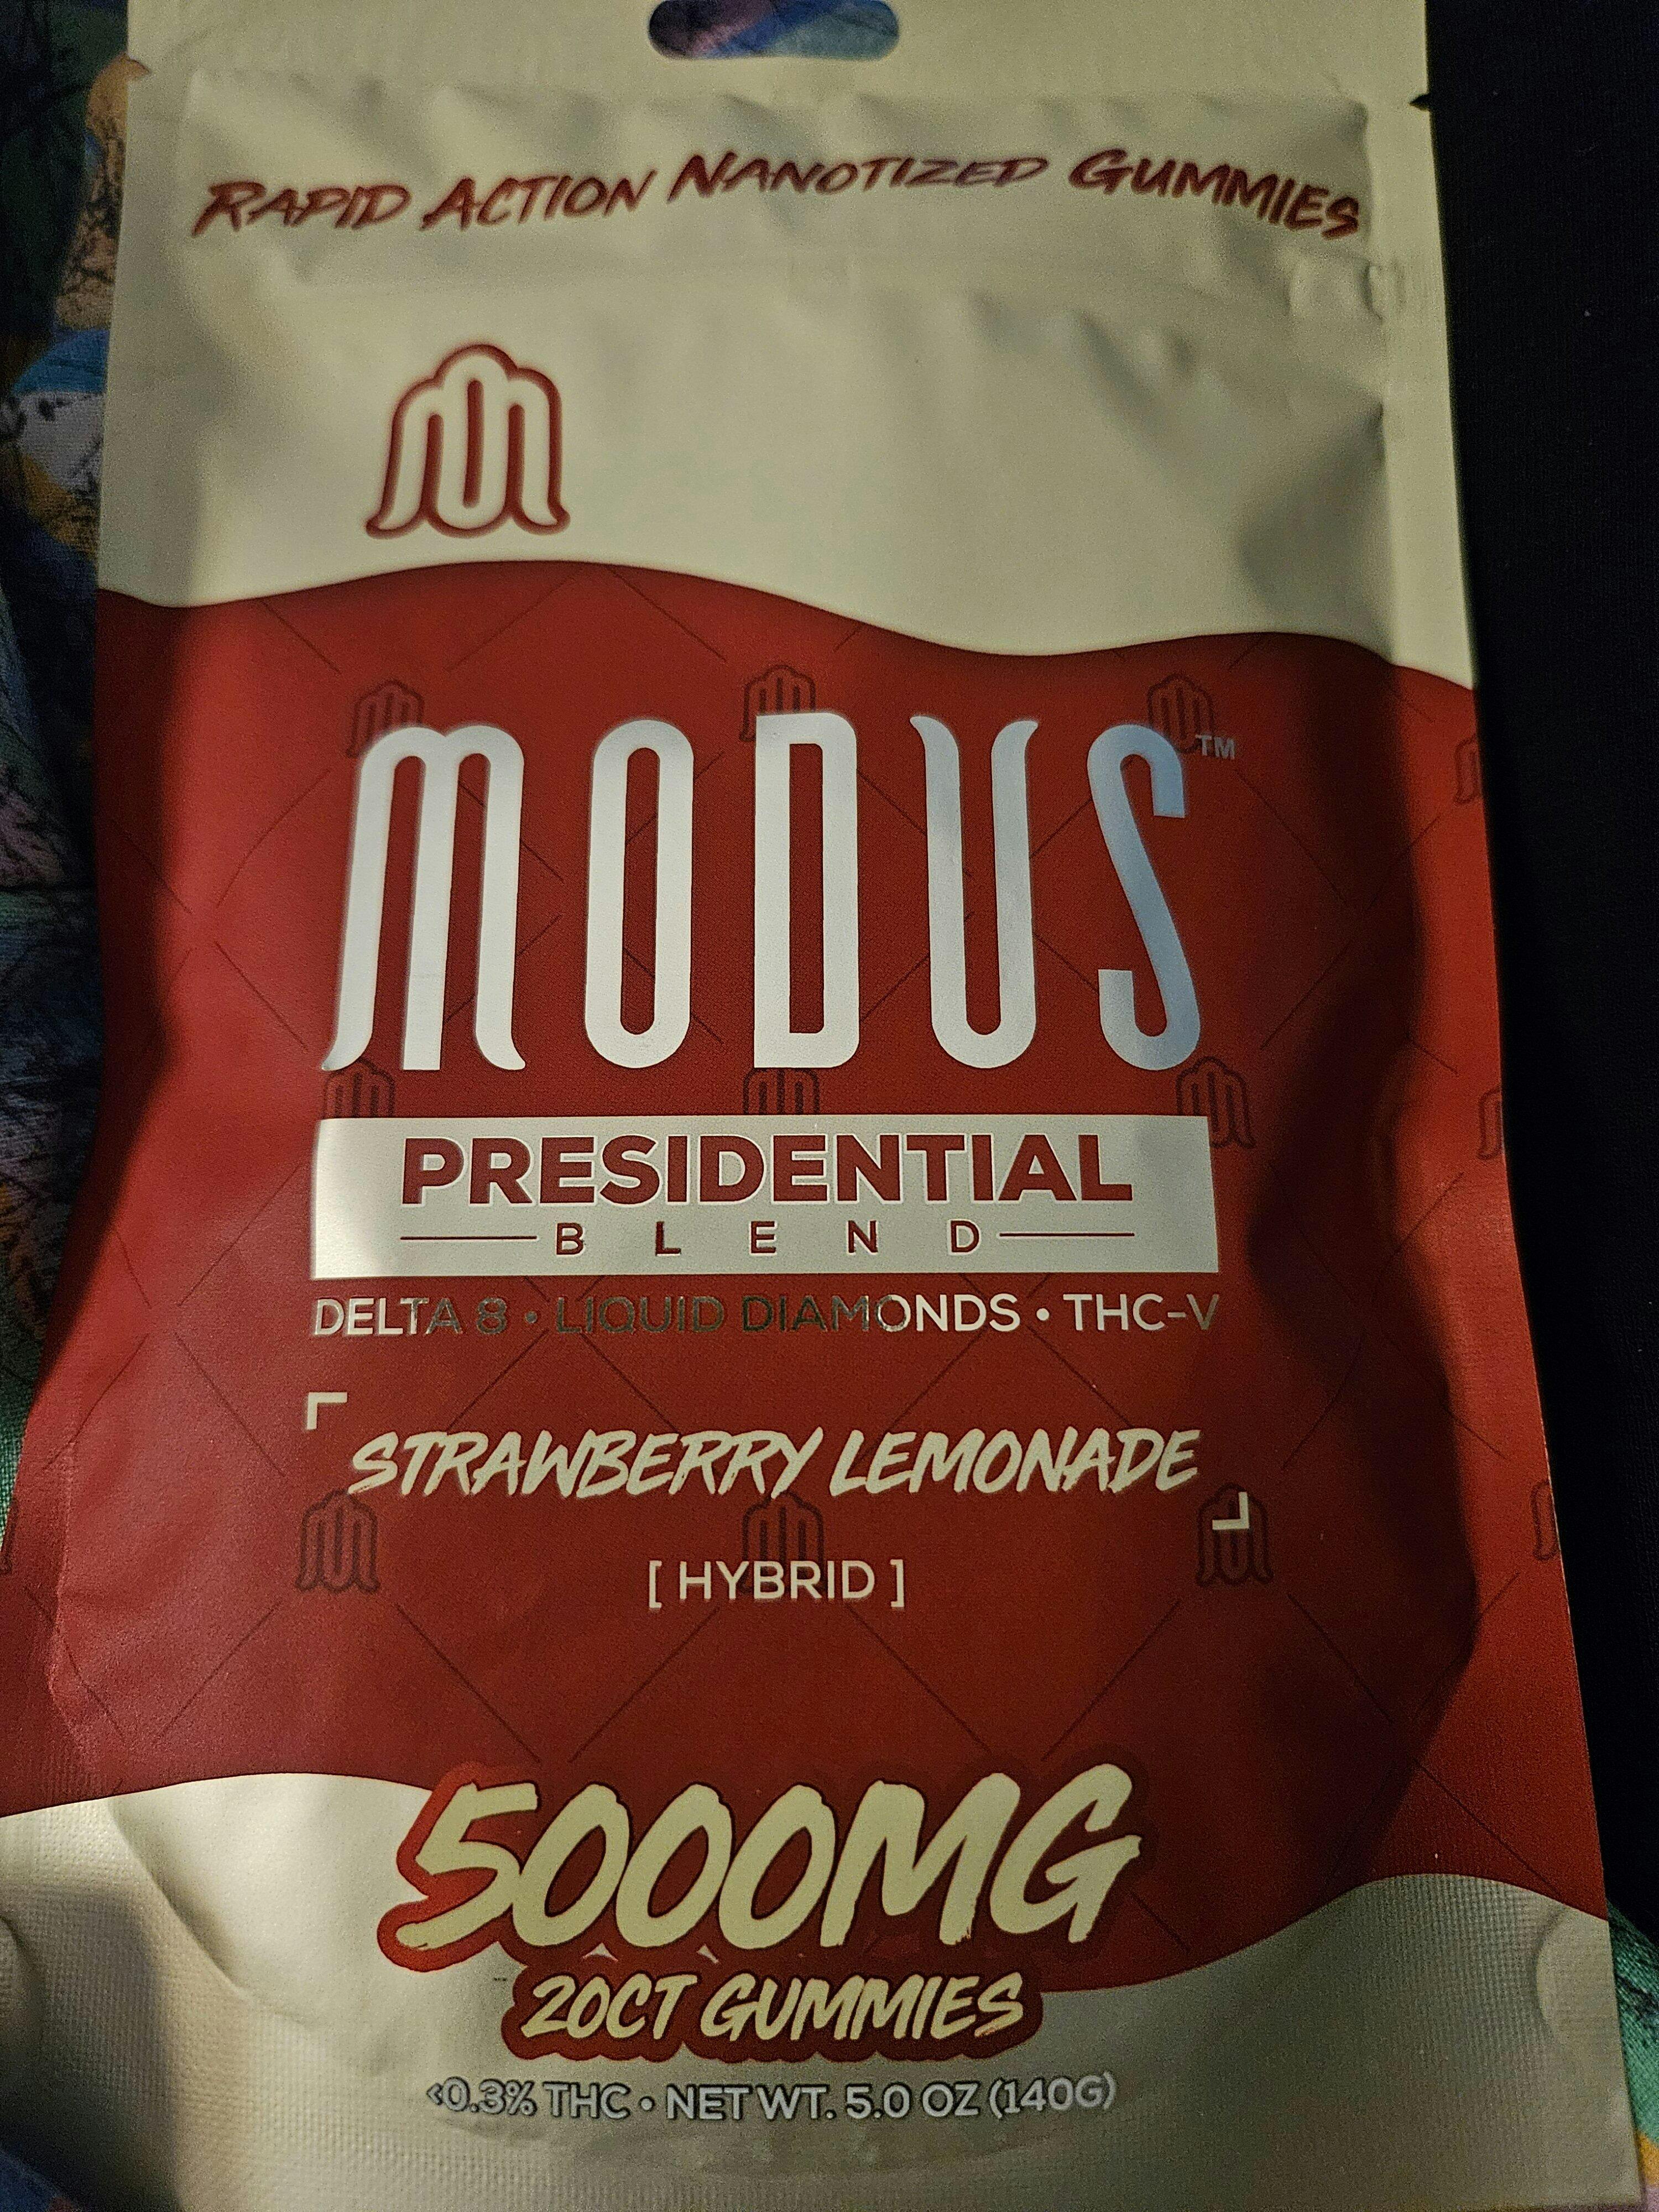 RAPID ACTION NANOTIZED GUMMIES
MODUS™
PRESIDENTIAL
BLEND
DELTA 8 • LIQUID DIAMONDS • THC-V
STRAWBERRY LEMONADE
[ HYBRID ]
5000MG
20CT GUMMIES
<0.3% THC • NET WT. 5.0 OZ (140G)